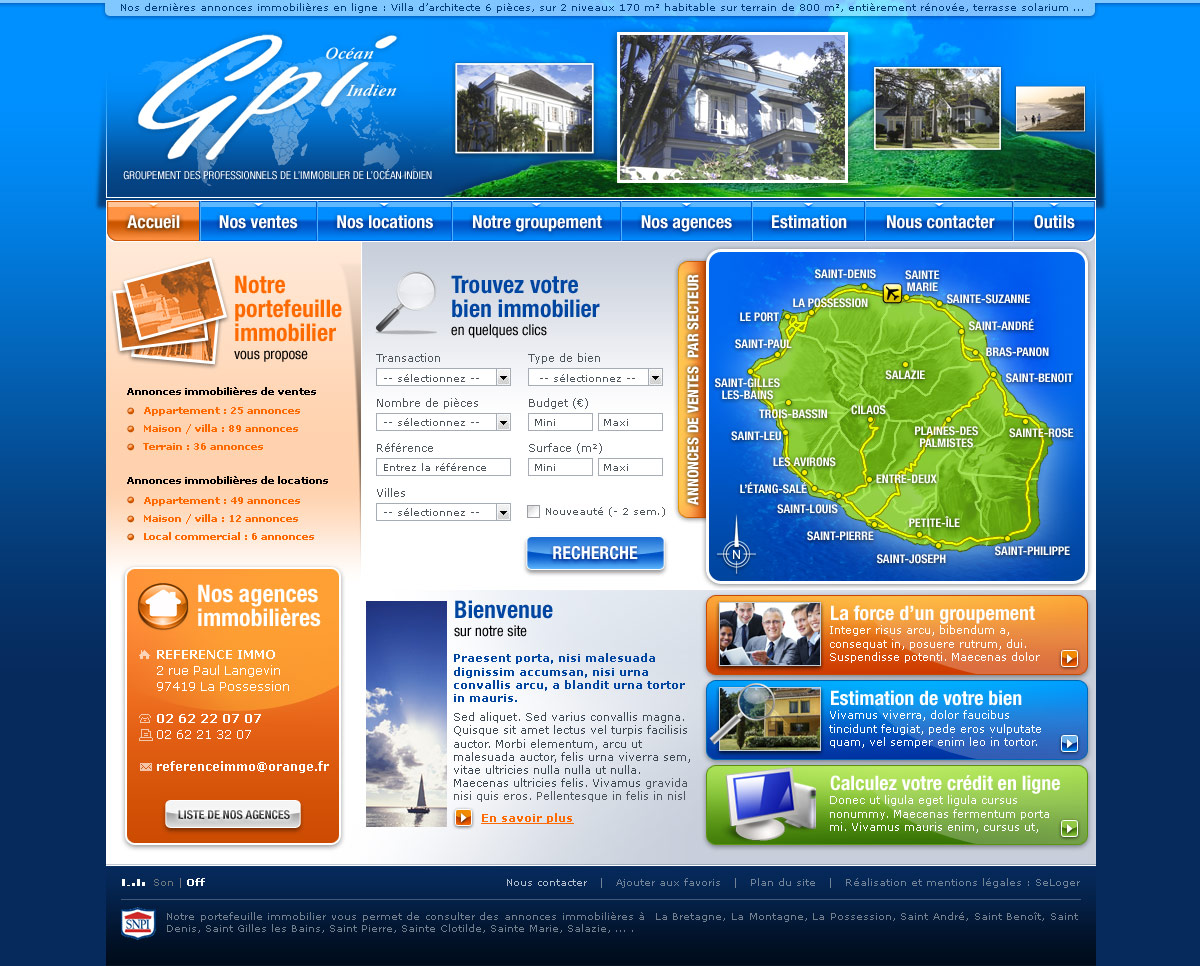 Nos dernières annonces immobilières en ligne : Villa d'architecte 6 pièces, sur 2 niveaux 170 m² habitable sur terrain de 800 m², entièrement rénovée, terrasse solarium ...
Gpi
Océan
Indien
GROUPEMENT DES PROFESSIONNELS DE L'IMMOBILIER DE L'OCÉAN INDIEN
Accueil
Nos ventes
Nos locations
Notre groupement
Nos agences
Estimation
Nous contacter
Outils
Notre
portefeuille
immobilier
vous propose
Annonces immobilières de ventes
Appartement : 25 annonces
Maison / villa : 89 annonces
Terrain : 36 annonces
Annonces immobilières de locations
Appartement : 49 annonces
Maison / villa : 12 annonces
Local commercial : 6 annonces
Nos agences
immobilières
REFERENCE IMMO
2 rue Paul Langevin
97419 La Possession
02 62 22 07 07
02 62 21 32 07
referenceimmo@orange.fr
LISTE DE NOS AGENCES
Trouvez votre
bien immobilier
en quelques clics
Transaction
-- sélectionnez --
Type de bien
-- sélectionnez --
Nombre de pièces
-- sélectionnez --
Budget (€)
Mini
Maxi
Référence
Entrez la référence
Surface (m²)
Mini
Maxi
Villes
-- sélectionnez --
Nouveauté (- 2 sem.)
RECHERCHE
ANNONCES DE VENTES PAR SECTEUR
SAINT-DENIS
SAINTE
MARIE
LA POSSESSION
SAINTE-SUZANNE
LE PORT
SAINT-ANDRÉ
SAINT-PAUL
BRAS-PANON
SALAZIE
SAINT-BENOIT
SAINT-GILLES
LES-BAINS
TROIS-BASSIN
CILAOS
SAINT-LEU
PLAINES-DES
PALMISTES
SAINTE-ROSE
LES AVIRONS
ENTRE-DEUX
L'ÉTANG-SALÉ
SAINT-LOUIS
PETITE-ÎLE
SAINT-PIERRE
SAINT-JOSEPH
SAINT-PHILIPPE
N
Bienvenue
sur notre site
Praesent porta, nisi malesuada
dignissim accumsan, nisi urna
convallis arcu, a blandit urna tortor
in mauris.
Sed aliquet. Sed varius convallis magna.
Quisque sit amet lectus vel turpis facilisis
auctor. Morbi elementum, arcu ut
malesuada auctor, felis urna viverra sem,
vitae ultricies nulla nulla ut nulla.
Maecenas ultricies felis. Vivamus gravida
nisi quis eros. Pellentesque in felis in nisl
En savoir plus
La force d'un groupement
Integer risus arcu, bibendum a,
consequat in, posuere rutrum, dui.
Suspendisse potenti. Maecenas dolor
Estimation de votre bien
Vivamus viverra, dolor faucibus
tincidunt feugiat, pede eros vulputate
quam, vel semper enim leo in tortor.
Calculez votre crédit en ligne
Donec ut ligula eget ligula cursus
nonummy. Maecenas fermentum porta
mi. Vivamus mauris enim, cursus ut,
Son | Off
Nous contacter | Ajouter aux favoris | Plan du site | Réalisation et mentions légales : SeLoger
SNPI
Notre portefeuille immobilier vous permet de consulter des annonces immobilières à La Bretagne, La Montagne, La Possession, Saint André, Saint Benoît, Saint
Denis, Saint Gilles les Bains, Saint Pierre, Sainte Clotilde, Sainte Marie, Salazie, ... .